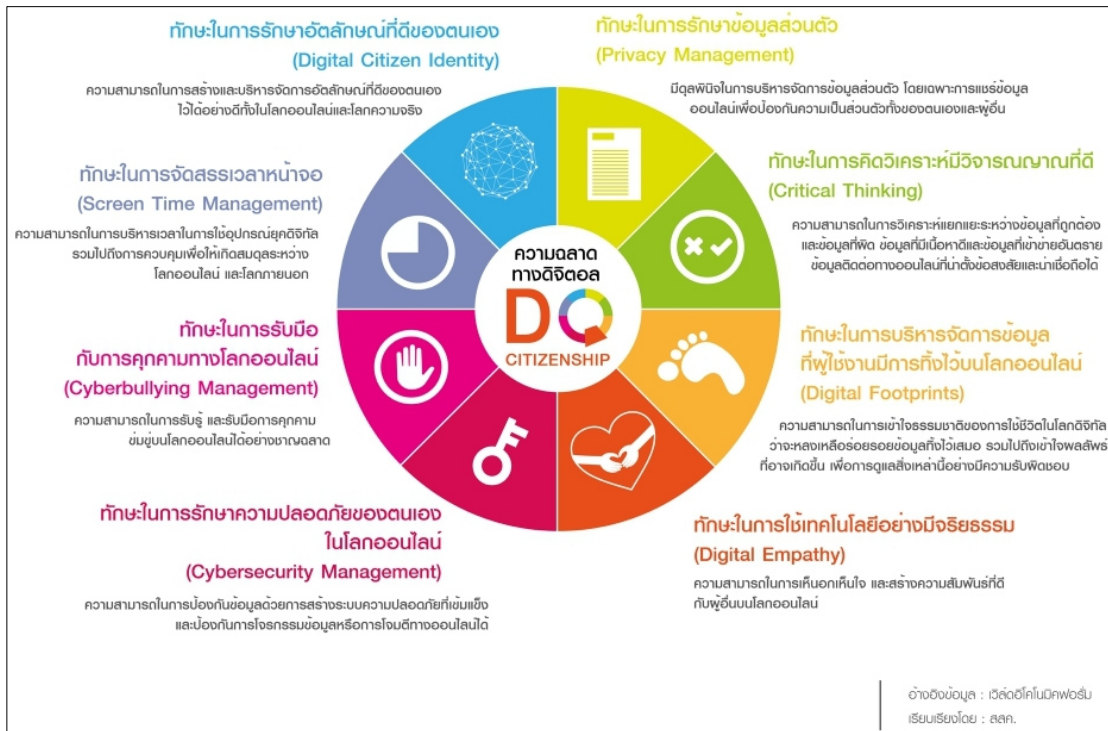 ทักษะในการรักษาอัตลักษณ์ที่ดีของตนเอง
(Digital Citizen Identity)
ความสามารถในการสร้างและบริหารจัดการอัตลักษณ์ที่ดีของตนเอง
ไว้ได้อย่างดีทั้งในโลกออนไลน์และโลกความจริง
ทักษะในการรักษาข้อมูลส่วนตัว
(Privacy Management)
มีดุลพินิจในการบริหารจัดการข้อมูลส่วนตัว โดยเฉพาะการแชร์ข้อมูล
ออนไลน์เพื่อป้องกันความเป็นส่วนตัวทั้งของตนเองและผู้อื่น
ทักษะในการจัดสรรเวลาหน้าจอ
(Screen Time Management)
ความสามารถในการบริหารเวลาในการใช้อุปกรณ์ยุคดิจิทัล
รวมไปถึงการควบคุมเพื่อให้เกิดสมดุลระหว่าง
โลกออนไลน์ และโลกภายนอก
ทักษะในการคิดวิเคราะห์มีวิจารณญาณที่ดี
(Critical Thinking)
ความสามารถในการวิเคราะห์แยกแยะระหว่างข้อมูลที่ถูกต้อง
และข้อมูลที่ผิด ข้อมูลที่มีเนื้อหาดีและข้อมูลที่เข้าข่ายอันตราย
ข้อมูลติดต่อทางออนไลน์ที่น่าตั้งข้อสงสัยและน่าเชื่อถือได้
ความฉลาด
ทางดิจิตอล
DQ
CITIZENSHIP
ทักษะในการรับมือ
กับการคุกคามทางโลกออนไลน์
(Cyberbullying Management)
ความสามารถในการรับรู้ และรับมือการคุกคาม
ข่มขู่บนโลกออนไลน์ได้อย่างชาญฉลาด
ทักษะในการบริหารจัดการข้อมูล
ที่ผู้ใช้งานมีการทิ้งไว้บนโลกออนไลน์
(Digital Footprints)
ความสามารถในการเข้าใจธรรมชาติของการใช้ชีวิตในโลกดิจิทัล
ว่าจะหลงเหลือร่อยรอยข้อมูลทิ้งไว้เสมอ รวมไปถึงเข้าใจผลลัพธ์
ที่อาจเกิดขึ้น เพื่อการดูแลสิ่งเหล่านี้อย่างมีความรับผิดชอบ
ทักษะในการรักษาความปลอดภัยของตนเอง
ในโลกออนไลน์
(Cybersecurity Management)
ความสามารถในการป้องกันข้อมูลด้วยการสร้างระบบความปลอดภัยที่เข้มแข็ง
และป้องกันการโจรกรรมข้อมูลหรือการโจมตีทางออนไลน์ได้
ทักษะในการใช้เทคโนโลยีอย่างมีจริยธรรม
(Digital Empathy)
ความสามารถในการเห็นอกเห็นใจ และสร้างความสัมพันธ์ที่ดี
กับผู้อื่นบนโลกออนไลน์
อ้างอิงข้อมูล : เวิล์ดอีโคโนมิคฟอรั่ม
เรียบเรียงโดย : สสค.